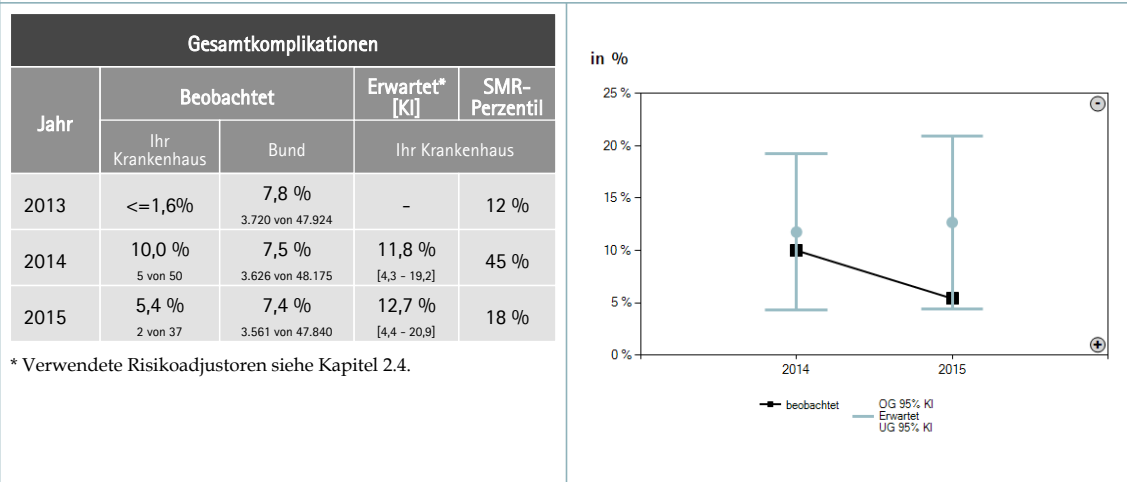 Gesamtkomplikationen
Jahr
Beobachtet
Erwartet*
[KI]
SMR-
Perzentil
Ihr
Krankenhaus
Bund
Ihr Krankenhaus
2013
<=1,6%
7,8 %
3.720 von 47.924
-
12 %
2014
10,0 %
5 von 50
7,5 %
3.626 von 48.175
11,8 %
[4,3 - 19,2]
45 %
2015
5,4 %
2 von 37
7,4 %
3.561 von 47.840
12,7 %
[4,4 - 20,9]
18 %
* Verwendete Risikoadjustoren siehe Kapitel 2.4.
in %
25 %
20 %
15 %
10 %
5 %
0 %
-
+
2014
2015
beobachtet
OG 95% KI
Erwartet
UG 95% KI